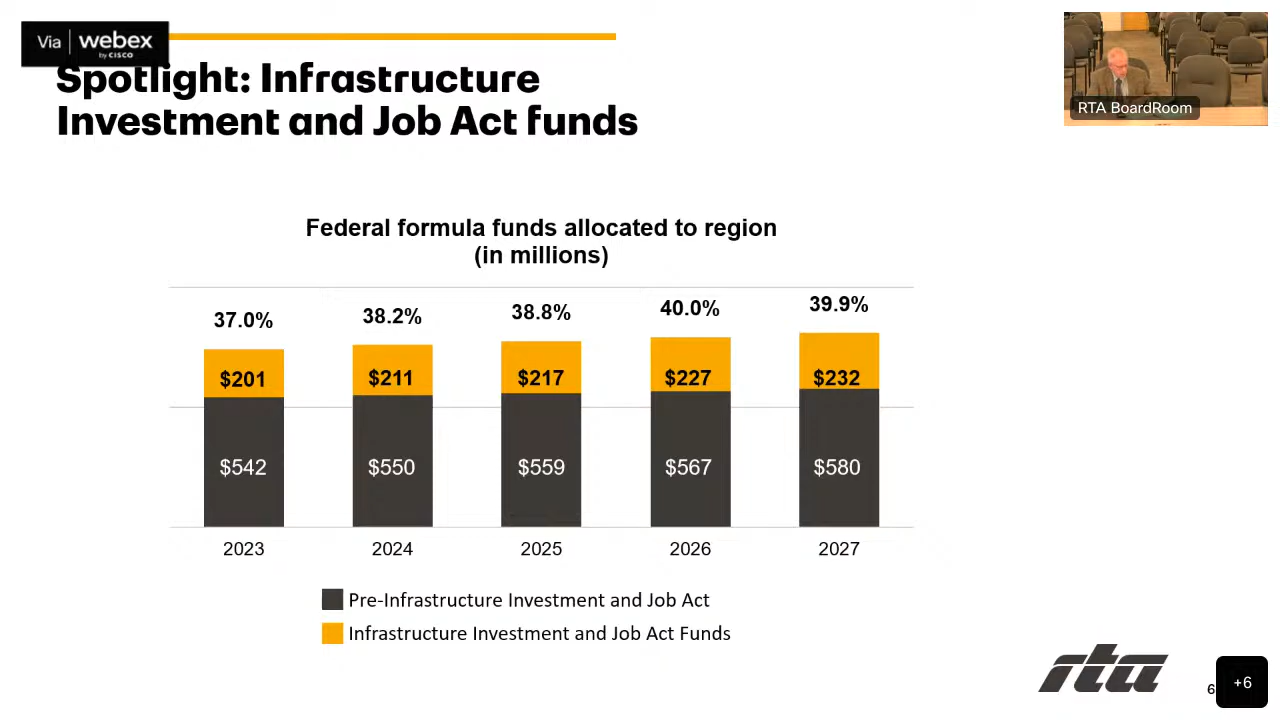 Via webex
by CISCO
Spotlight: Infrastructure
Investment and Job Act funds
RTA BoardRoom
Federal formula funds allocated to region
(in millions)
37.0% 38.2% 38.8% 40.0% 39.9%
$201 $211 $217 $227 $232
$542 $550 $559 $567 $580
2023 2024 2025 2026 2027
Pre-Infrastructure Investment and Job Act
Infrastructure Investment and Job Act Funds
rta
6
+6